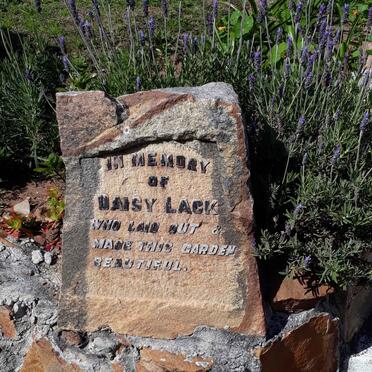 IN MEMORY
OF
DAISY LACK
WHO LAID OUT &
MADE THIS GARDEN
BEAUTIFUL.